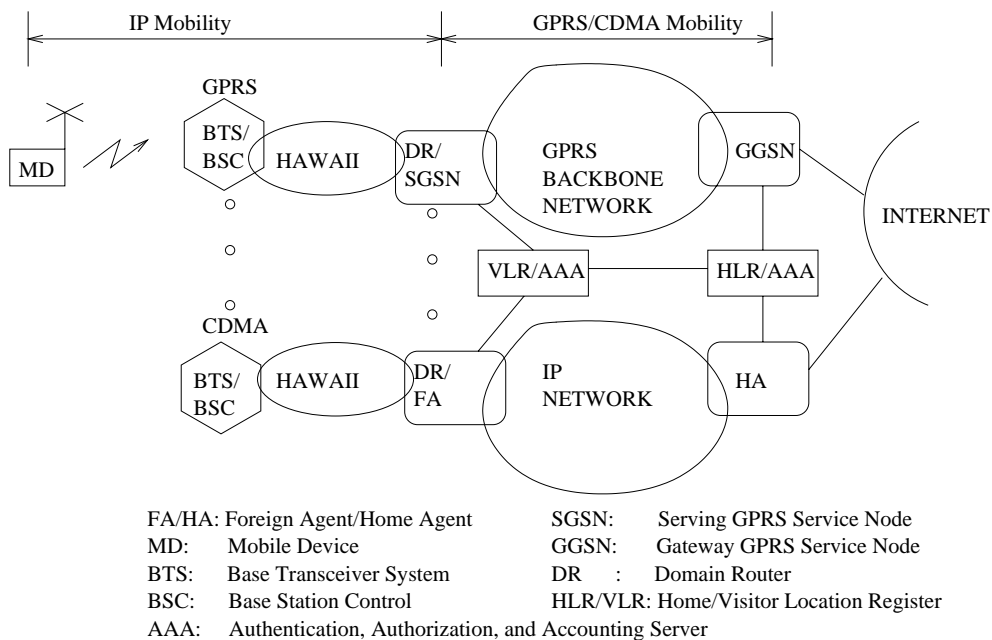 IP Mobility
GPRS/CDMA Mobility
GPRS
BTS/
BSC
HAWAII
DR/
SGSN
GPRS
BACKBONE
NETWORK
GGSN
MD
INTERNET
VLR/AAA
HLR/AAA
CDMA
BTS/
BSC
HAWAII
DR/
FA
IP
NETWORK
HA
FA/HA: Foreign Agent/Home Agent
MD: Mobile Device
BTS: Base Transceiver System
BSC: Base Station Control
AAA: Authentication, Authorization, and Accounting Server
SGSN: Serving GPRS Service Node
GGSN: Gateway GPRS Service Node
DR : Domain Router
HLR/VLR: Home/Visitor Location Register